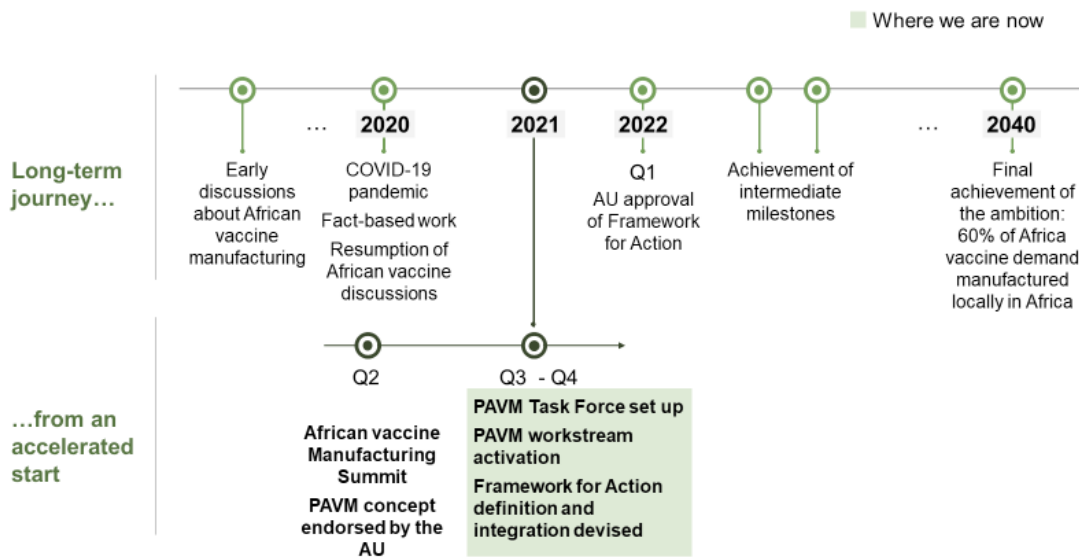 Where we are now
Long-term
journey…
…
2020
2021
2022
…
2040
Early
discussions
about African
vaccine
manufacturing
COVID-19
pandemic
Fact-based work
Resumption of
African vaccine
discussions
Q1
AU approval
of Framework
for Action
Achievement of
intermediate
milestones
Final
achievement of
the ambition:
60% of Africa
vaccine demand
manufactured
locally in Africa
…from an
accelerated
start
Q2
African vaccine
Manufacturing
Summit
PAVM concept
endorsed by the
AU
Q3 - Q4
PAVM Task Force set up
PAVM workstream
activation
Framework for Action
definition and
integration devised